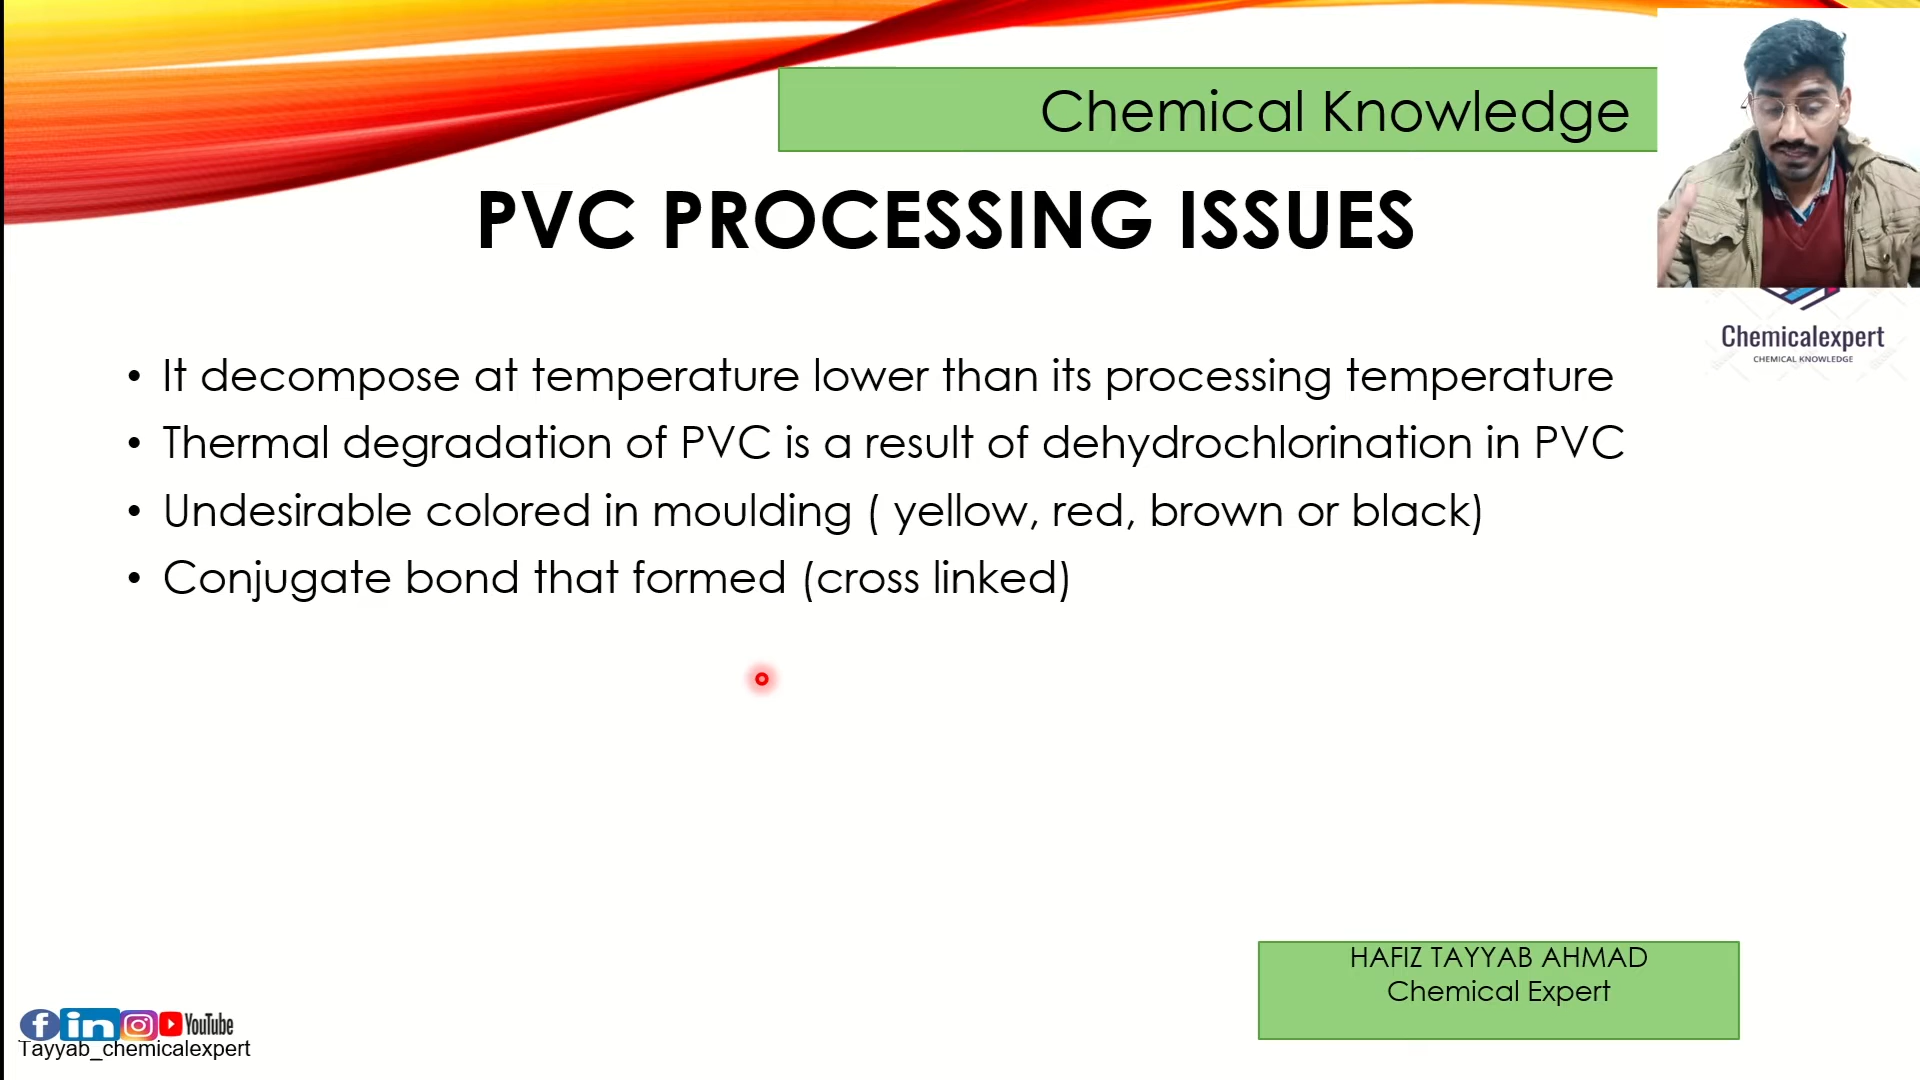 Chemical Knowledge
PVC PROCESSING ISSUES
• It decompose at temperature lower than its processing temperature
• Thermal degradation of PVC is a result of dehydrochlorination in PVC
• Undesirable colored in moulding ( yellow, red, brown or black)
• Conjugate bond that formed (cross linked)
Chemicalexpert
CHEMICAL KNOWLEDGE
HAFIZ TAYYAB AHMAD
Chemical Expert
f in YouTube
Tayyab_chemicalexpert